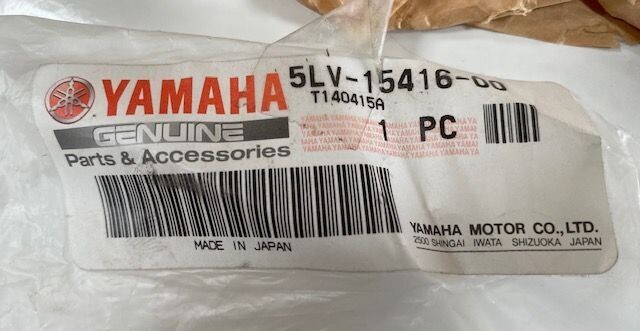 YAMAHA
GENUINE
Parts & Accessories
5LV-15416-00
T140415A
1 PC
MADE IN JAPAN
YAMAHA MOTOR CO.,LTD.
2500 SHINGAI IWATA SHIZUOKA JAPAN